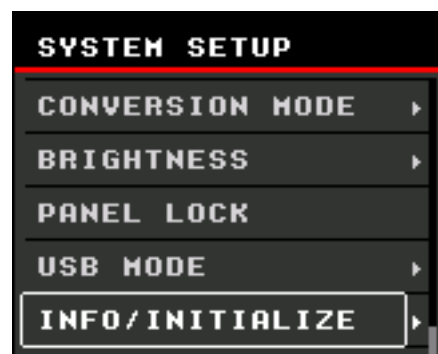 SYSTEM SETUP
CONVERSION MODE
BRIGHTNESS
PANEL LOCK
USB MODE
INFO/INITIALIZE